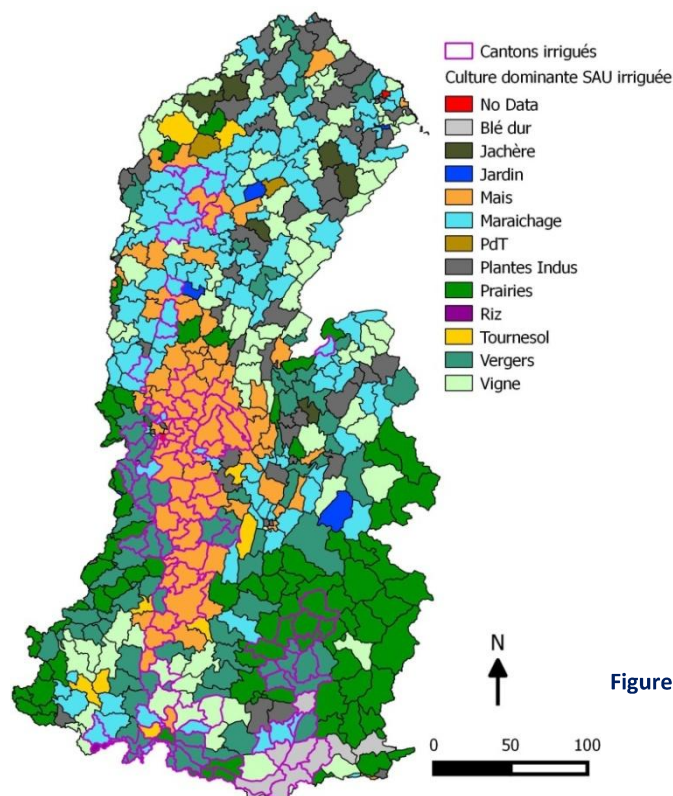 Cantons irrigués
Culture dominante SAU irriguée
No Data
Blé dur
Jachère
Jardin
Mais
Maraichage
PdT
Plantes Indus
Prairies
Riz
Tournesol
Vergers
Vigne
N
Figure
0 50 100